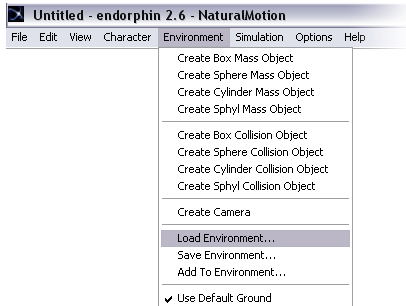 Untitled - endorphin 2.6 - NaturalMotion
File Edit View Character Environment Simulation Options Help
Create Box Mass Object
Create Sphere Mass Object
Create Cylinder Mass Object
Create Sphyl Mass Object
Create Box Collision Object
Create Sphere Collision Object
Create Cylinder Collision Object
Create Sphyl Collision Object
Create Camera
Load Environment...
Save Environment...
Add To Environment...
Use Default Ground